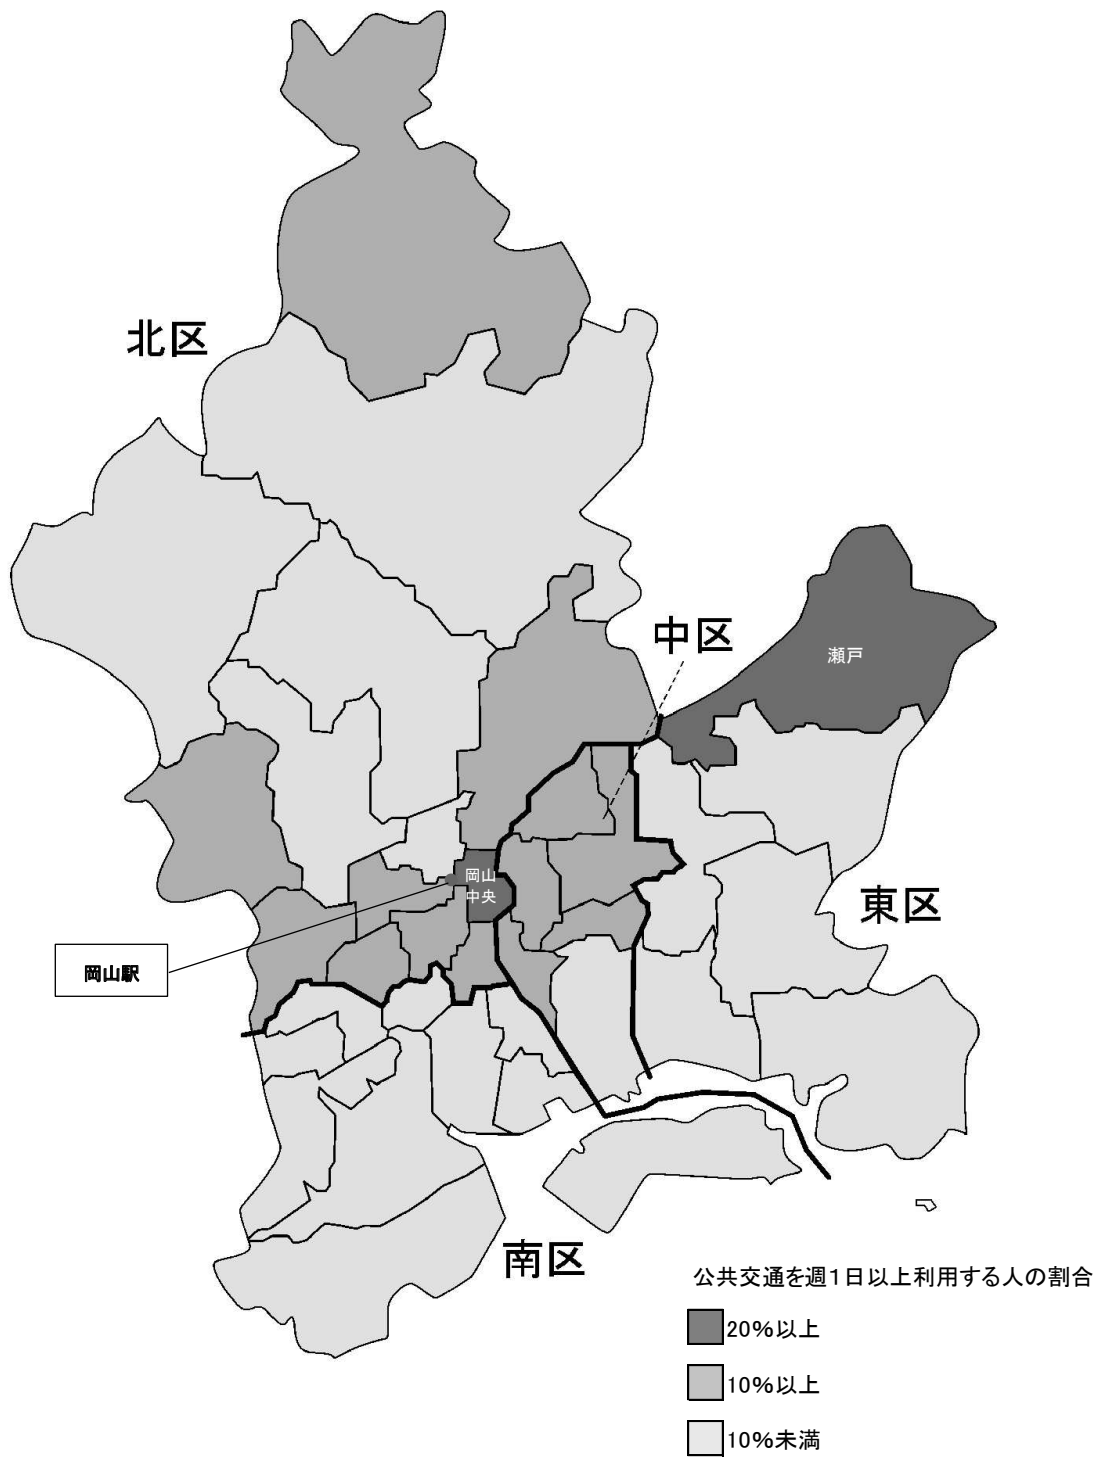 北区
中区
瀬戸
岡山
中央
東区
岡山駅
南区
公共交通を週1日以上利用する人の割合
20%以上
10%以上
10%未満